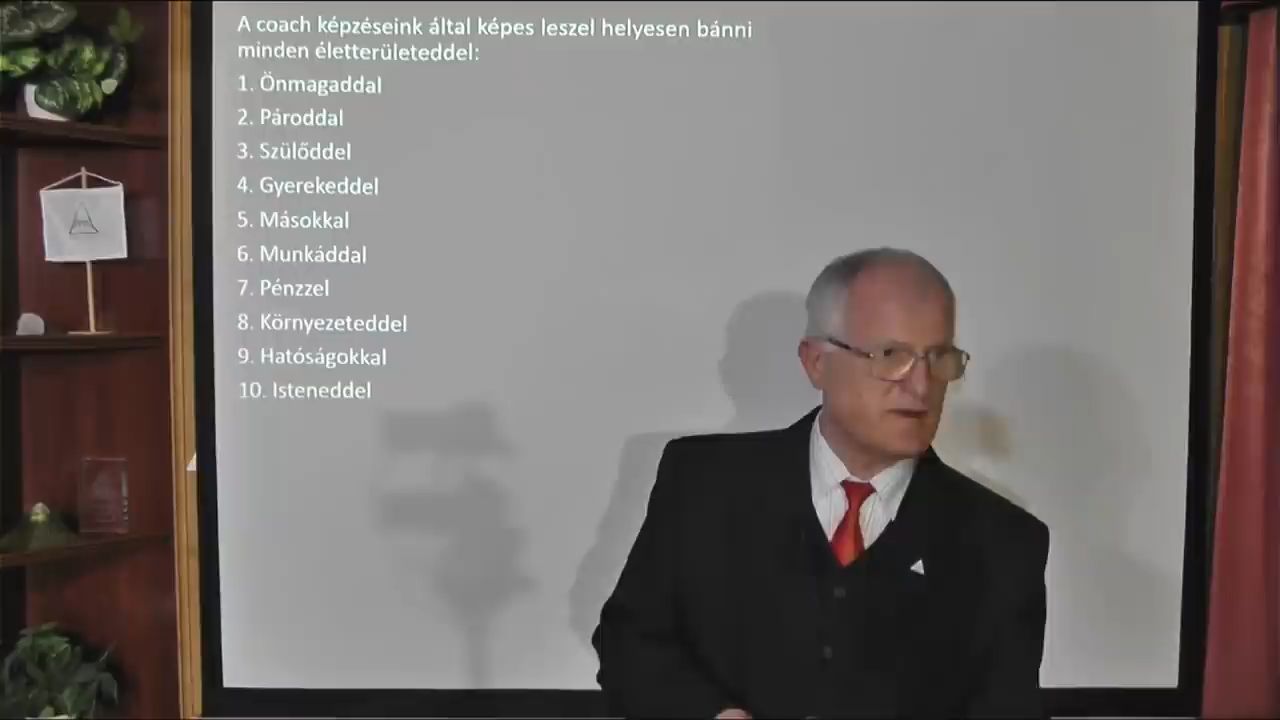 A coach képzéseink által képes leszel helyesen bánni
minden életterületeddel:
1. Önmagaddal
2. Pároddal
3. Szülőddel
4. Gyerekeddel
5. Másokkal
6. Munkáddal
7. Pénzzel
8. Környezeteddel
9. Hatóságokkal
10. Isteneddel